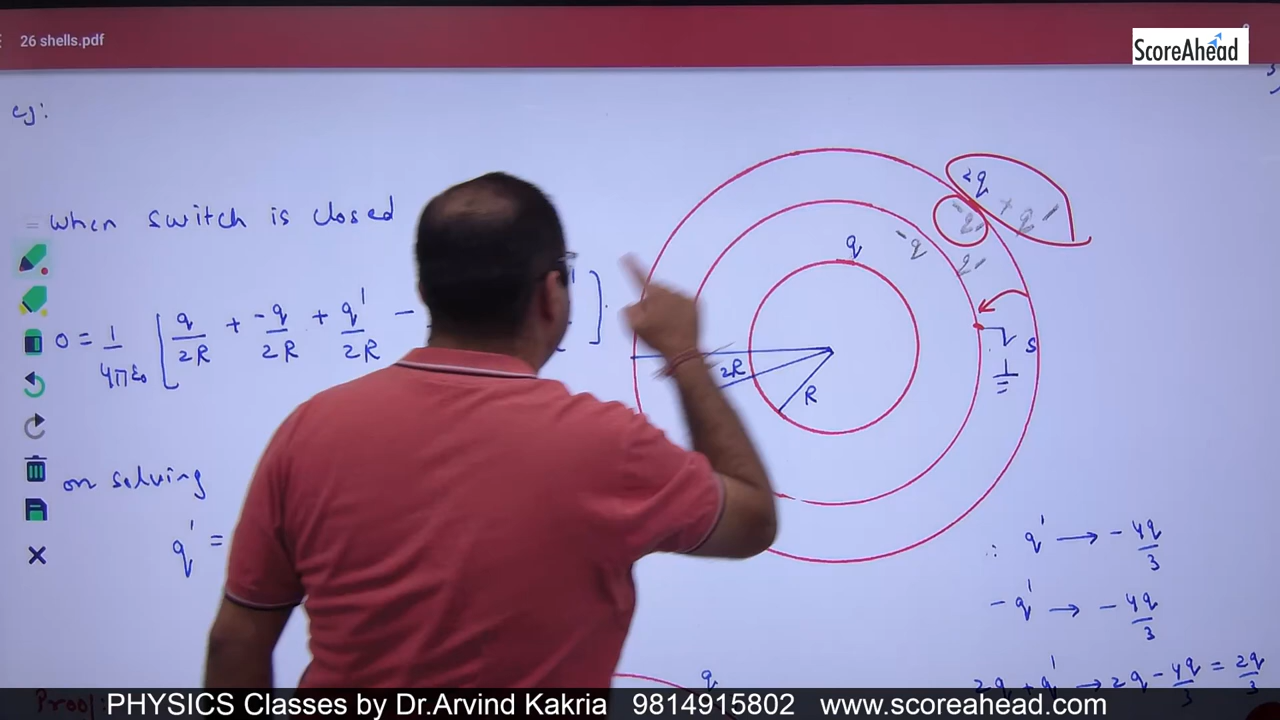 26 shells.pdf
ScoreAhead
eg:
When switch is closed
0 = 1/4πε₀ [ q/2R + -q/2R + q'/2R -
on solving
q' =
2q
+ q'
q
-q
S
2R
R
∴ q' → - 4q/3
- q' → - 4q/3
2q + q' → 2q - 4q/3 = 2q/3
q
Proof:
PHYSICS Classes by Dr.Arvind Kakria 9814915802 www.scoreahead.com